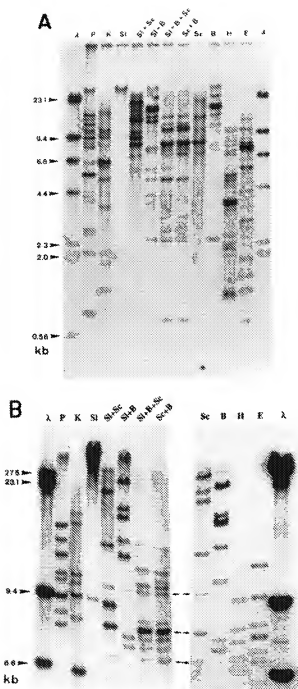 A
λ P K Sl Sl + Sc Sl + B Sl + B + Sc Sc + B Sc B H E λ
23.1
9.4
6.6
4.4
2.3
2.0
0.56
kb
B
λ P K Sl Sl+Sc Sl+B Sl+B+Sc Sc+B Sc B H E λ
27.5
23.1
9.4
6.6
kb